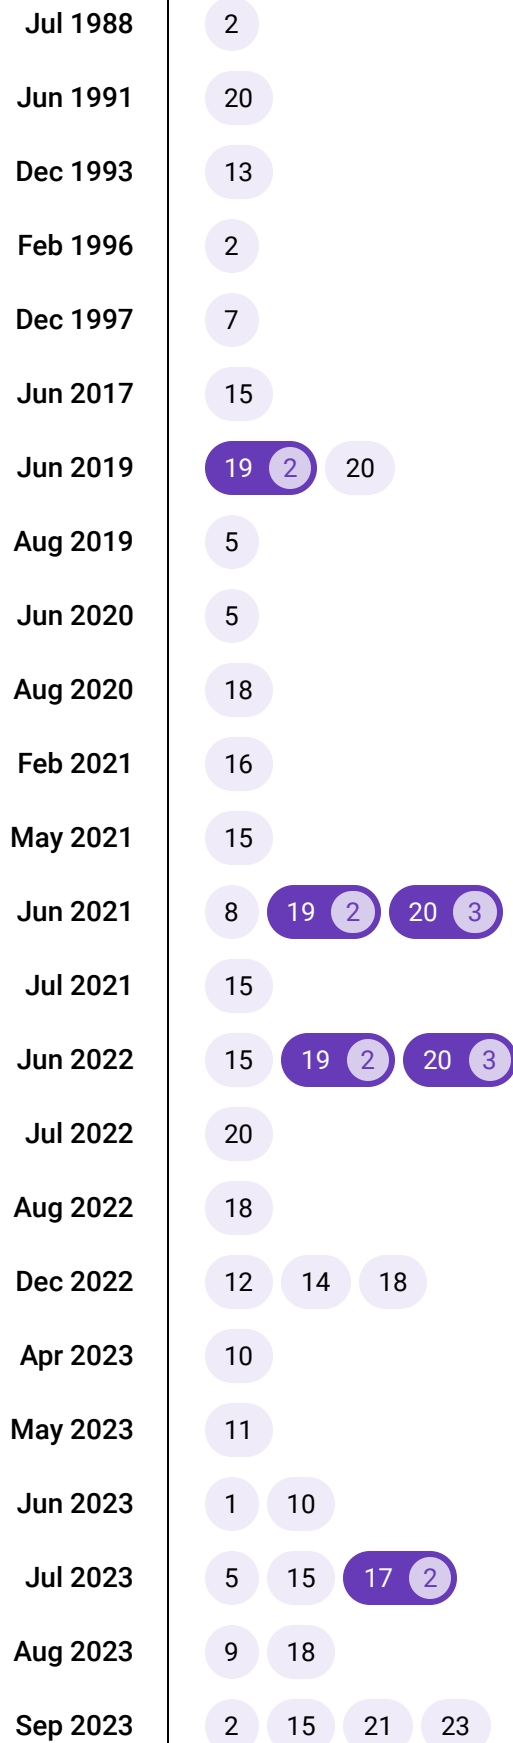 Jul 1988 2
Jun 1991 20
Dec 1993 13
Feb 1996 2
Dec 1997 7
Jun 2017 15
Jun 2019 19 2 20
Aug 2019 5
Jun 2020 5
Aug 2020 18
Feb 2021 16
May 2021 15
Jun 2021 8 19 2 20 3
Jul 2021 15
Jun 2022 15 19 2 20 3
Jul 2022 20
Aug 2022 18
Dec 2022 12 14 18
Apr 2023 10
May 2023 11
Jun 2023 1 10
Jul 2023 5 15 17 2
Aug 2023 9 18
Sep 2023 2 15 21 23